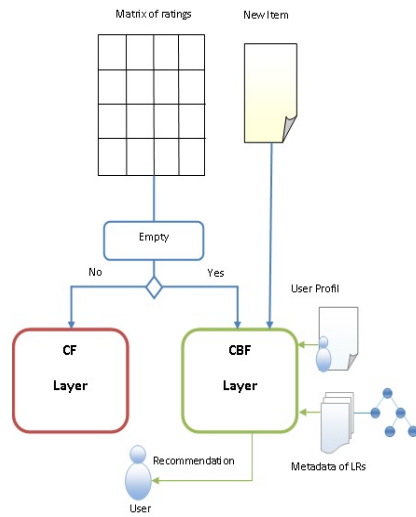 Matrix of ratings
New Item
Empty
No
Yes
User Profil
CF
Layer
CBF
Layer
Recommendation
Metadata of LRs
User